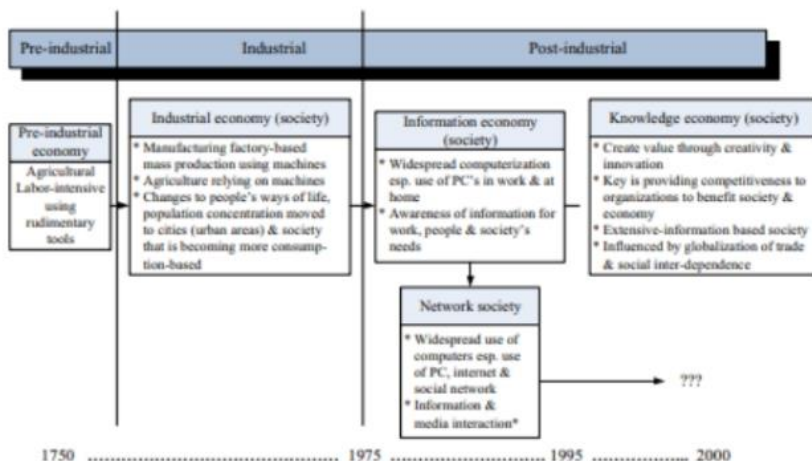 Pre-industrial
Industrial
Post-industrial
Pre-industrial
economy
Agricultural
Labor-intensive
using
rudimentary
tools
Industrial economy (society)
* Manufacturing factory-based
mass production using machines
* Agriculture relying on machines
* Changes to people's ways of life,
population concentration moved
to cities (urban areas) & society
that is becoming more consump-
tion-based
Information economy
(society)
* Widespread computerization
esp. use of PC's in work & at
home
* Awareness of information for
work, people & society's
needs
Knowledge economy (society)
* Create value through creativity &
innovation
* Key is providing competitiveness to
organizations to benefit society &
economy
* Extensive-information based society
* Influenced by globalization of trade
& social inter-dependence
Network society
* Widespread use of
computers esp. use
of PC, internet &
social network
* Information &
media interaction*
???
1750 ........................................ 1975 ........................... 1995 ................... 2000